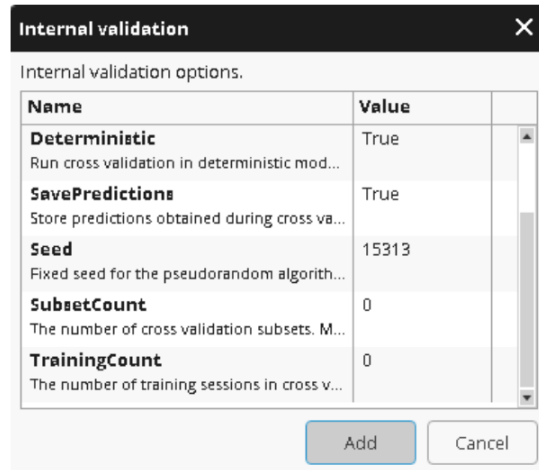 Internal validation
Internal validation options.
Name Value
Deterministic True
Run cross validation in deterministic mod...
SavePredictions True
Store predictions obtained during cross va...
Seed 15313
Fixed seed for the pseudorandom algorith...
SubsetCount 0
The number of cross validation subsets. M...
TrainingCount 0
The number of training sessions in cross v...
Add Cancel